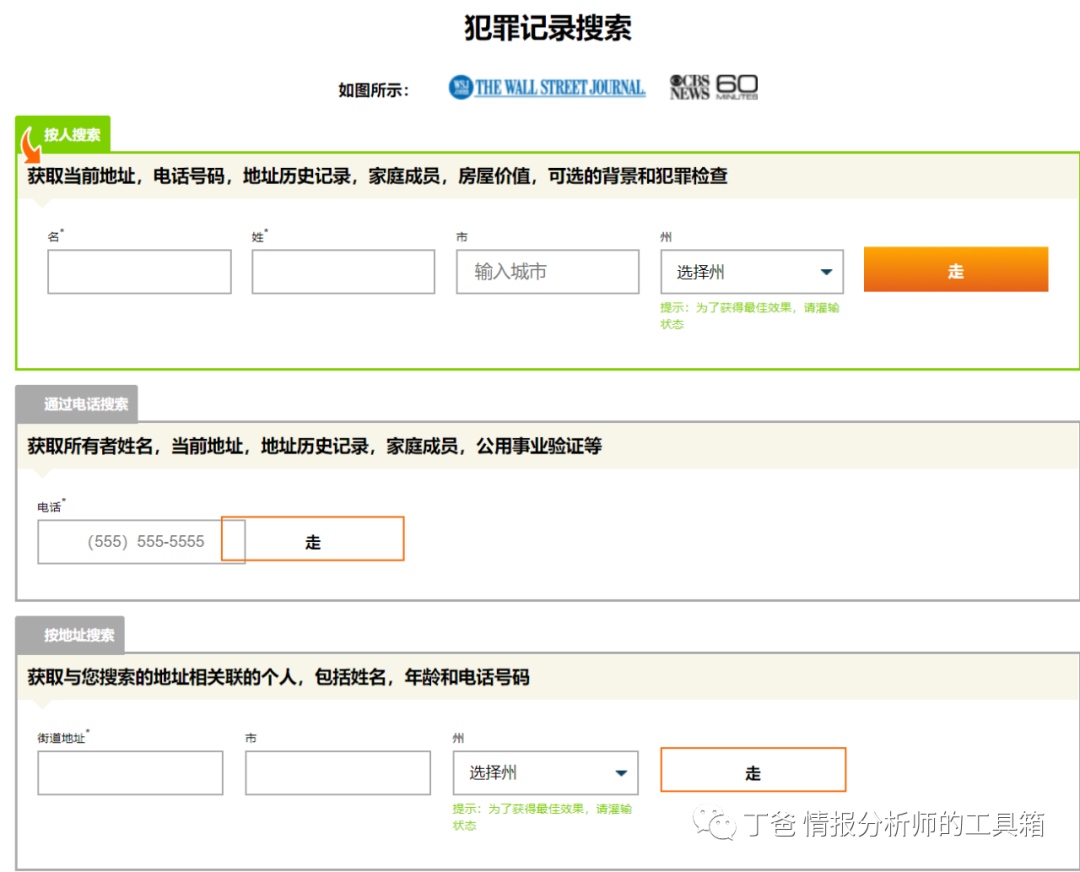 犯罪记录搜索
如图所示：
WSJ THE WALL STREET JOURNAL.
CBS NEWS 60 MINUTES
按人搜索
获取当前地址，电话号码，地址历史记录，家庭成员，房屋价值，可选的背景和犯罪检查
名* 姓* 市 州
输入城市 选择州 走
提示：为了获得最佳效果，请灌输
状态
通过电话搜索
获取所有者姓名，当前地址，地址历史记录，家庭成员，公用事业验证等
电话*
（555）555-5555 走
按地址搜索
获取与您搜索的地址相关联的个人，包括姓名，年龄和电话号码
街道地址* 市 州
选择州 走
提示：为了获得最佳效果，请灌输
状态
丁爸 情报分析师的工具箱